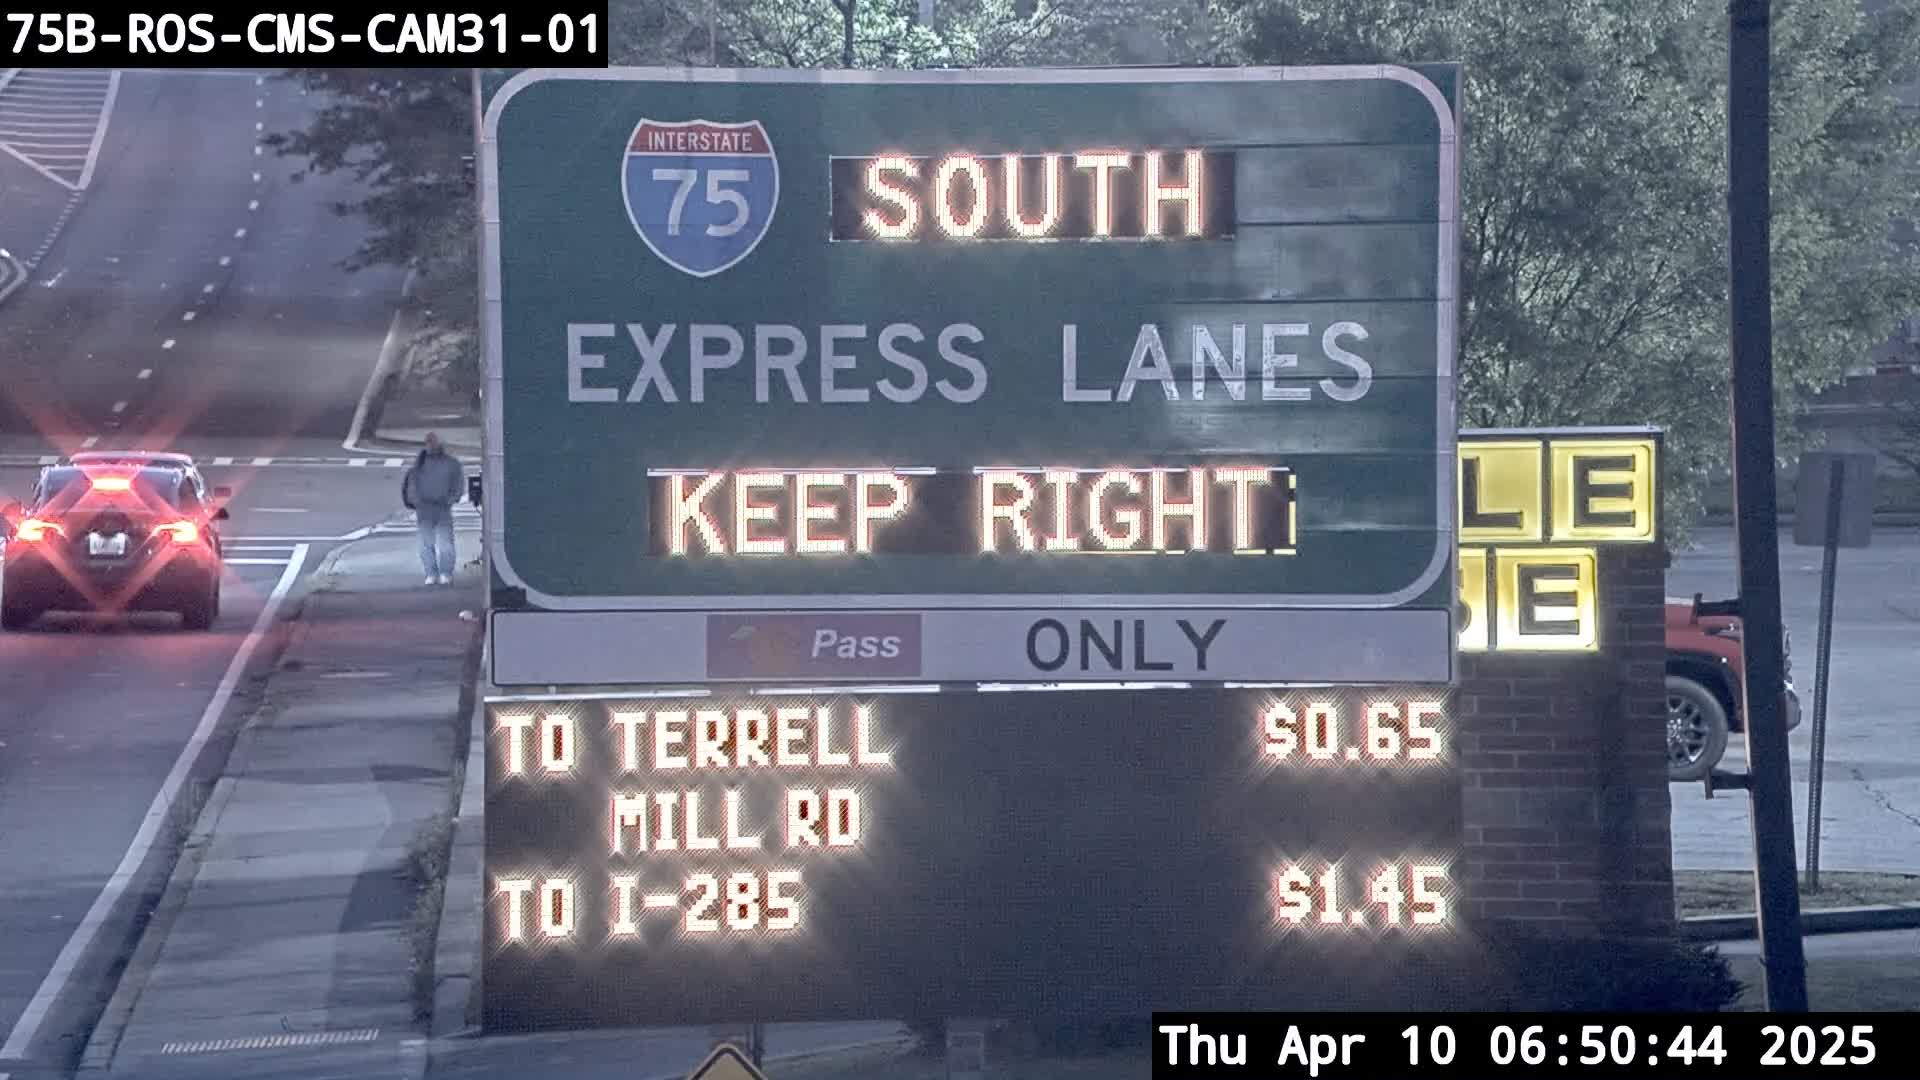 75B-ROS-CMS-CAM31-01
INTERSTATE
75
SOUTH
EXPRESS LANES
KEEP RIGHT
Pass ONLY
TO TERRELL $0.65
MILL RD
TO I-285 $1.45
LE
E
Thu Apr 10 06:50:44 2025